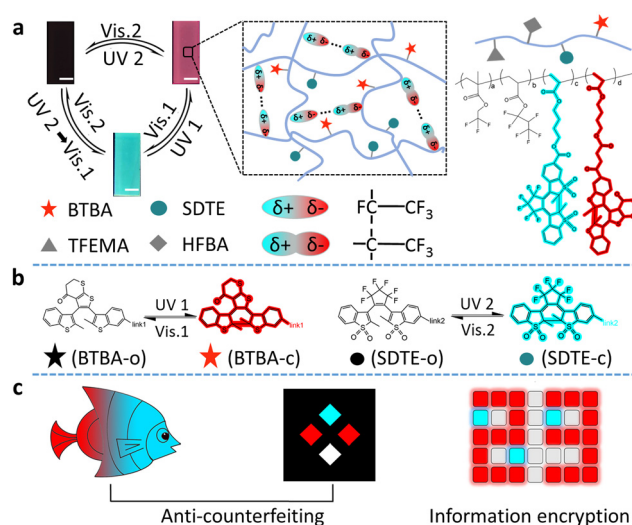 a
Vis.2
UV 2
Vis.2
UV 2 ➡ Vis.1
Vis.1
UV 1
δ+ δ-
δ+ δ-
δ+ δ-
δ+ δ-
δ+ δ-
a b c d
BTBA SDTE δ+ δ- FC CF3
TFEMA HFBA δ+ δ- C CF3
b
UV 1 UV 2
Vis.1 Vis.2
link1 link1 link2 link2
(BTBA-o) (BTBA-c) (SDTE-o) (SDTE-c)
c
Anti-counterfeiting Information encryption